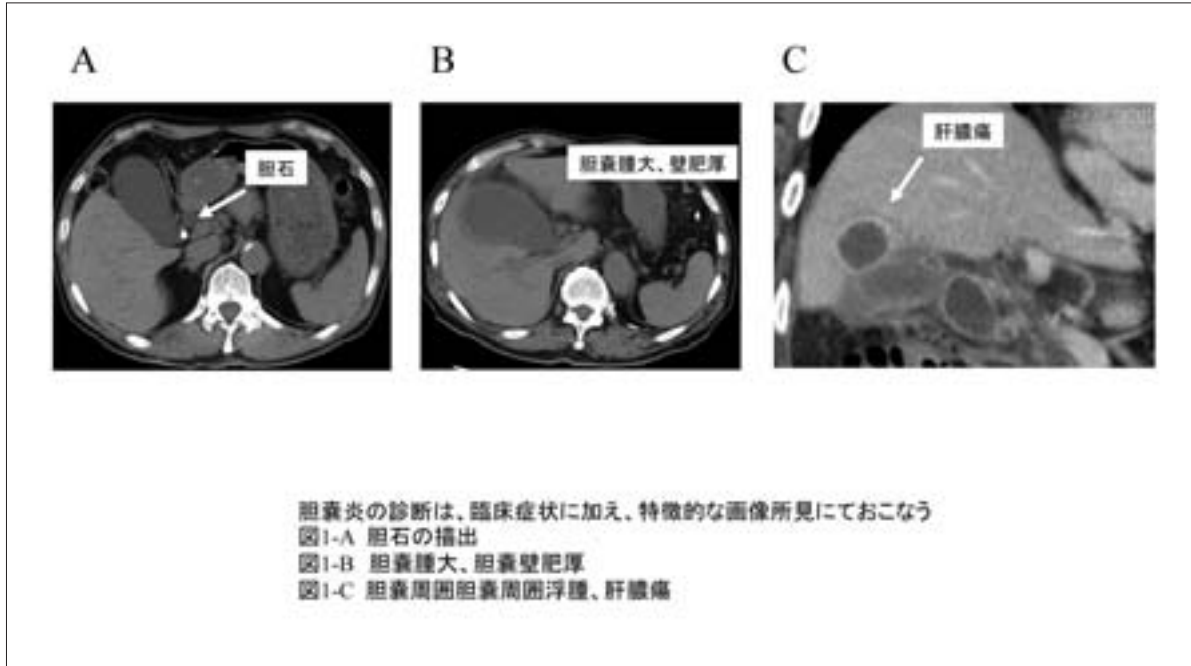 A
B
C
胆石
胆嚢腫大、壁肥厚
肝膿瘍
胆嚢炎の診断は、臨床症状に加え、特徴的な画像所見にておこなう
図1-A 胆石の描出
図1-B 胆嚢腫大、胆嚢壁肥厚
図1-C 胆嚢周囲胆嚢周囲浮腫、肝膿瘍